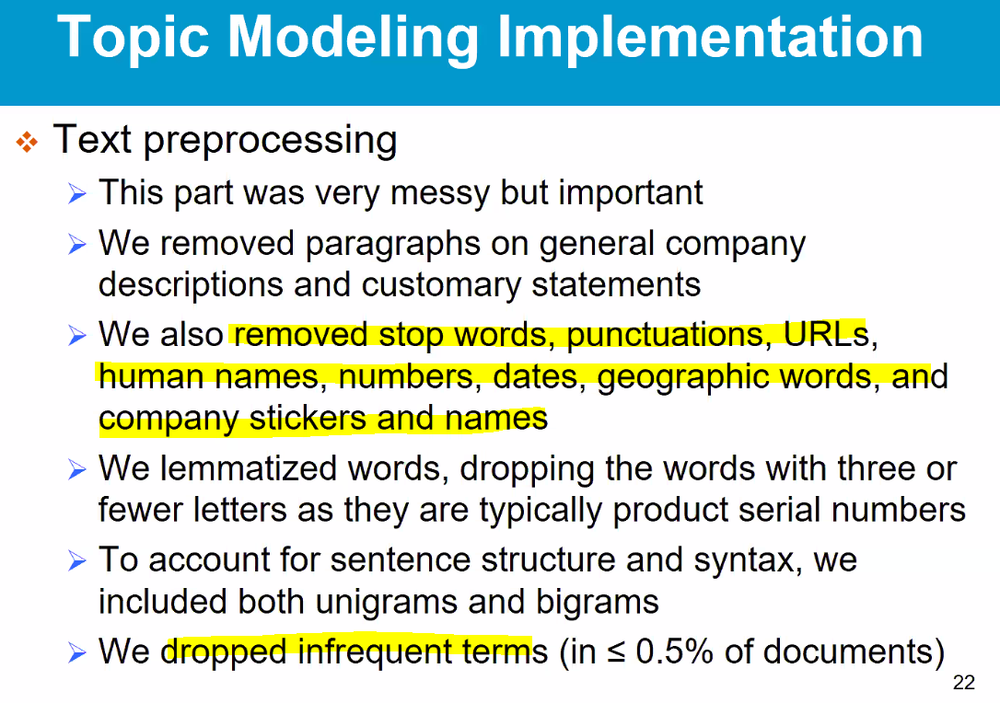 Topic Modeling Implementation
Text preprocessing
This part was very messy but important
We removed paragraphs on general company
descriptions and customary statements
We also removed stop words, punctuations, URLs,
human names, numbers, dates, geographic words, and
company stickers and names
We lemmatized words, dropping the words with three or
fewer letters as they are typically product serial numbers
To account for sentence structure and syntax, we
included both unigrams and bigrams
We dropped infrequent terms (in ≤ 0.5% of documents)
22